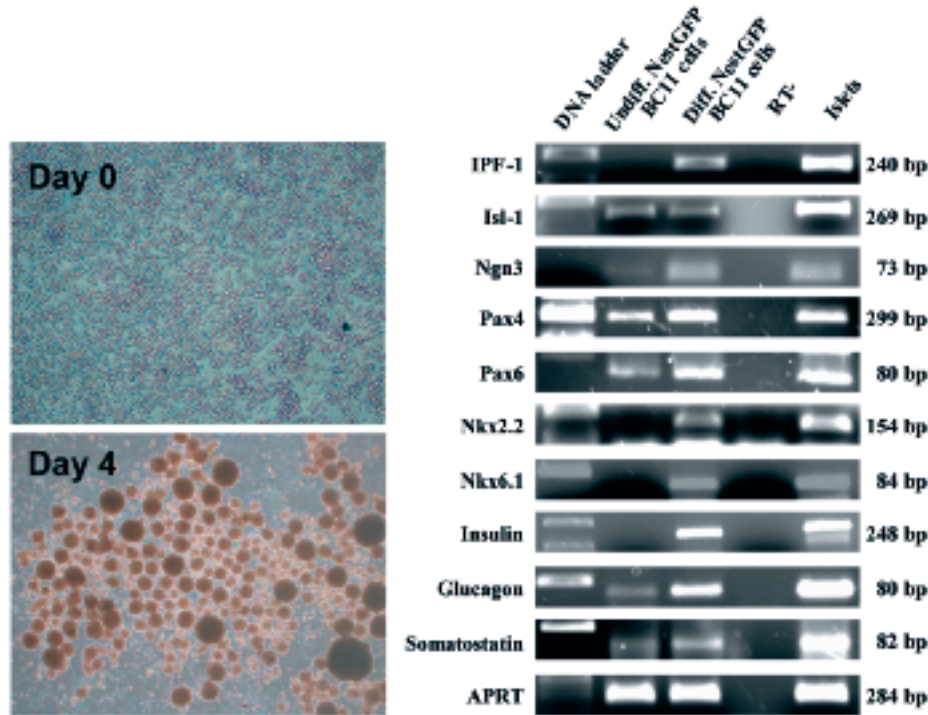 Day 0
Day 4
DNA ladder
Undiff. NestGFP
BC11 cells
Diff. NestGFP
BC11 cells
RT-
Islets
IPF-1 240 bp
Isl-1 269 bp
Ngn3 73 bp
Pax4 299 bp
Pax6 80 bp
Nkx2.2 154 bp
Nkx6.1 84 bp
Insulin 248 bp
Glucagon 80 bp
Somatostatin 82 bp
APRT 284 bp